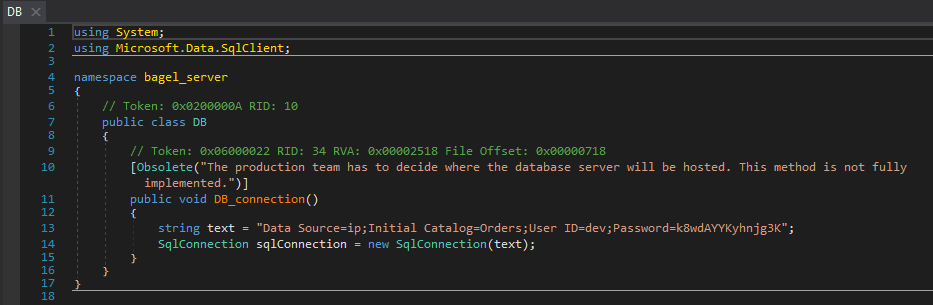 DB ×
1 using System;
2 using Microsoft.Data.SqlClient;
3
4 namespace bagel_server
5 {
6 // Token: 0x0200000A RID: 10
7 public class DB
8 {
9 // Token: 0x06000022 RID: 34 RVA: 0x00002518 File Offset: 0x00000718
10 [Obsolete("The production team has to decide where the database server will be hosted. This method is not fully
implemented.")]
11 public void DB_connection()
12 {
13 string text = "Data Source=ip;Initial Catalog=Orders;User ID=dev;Password=k8wdAYYKyhnjg3K";
14 SqlConnection sqlConnection = new SqlConnection(text);
15 }
16 }
17 }
18